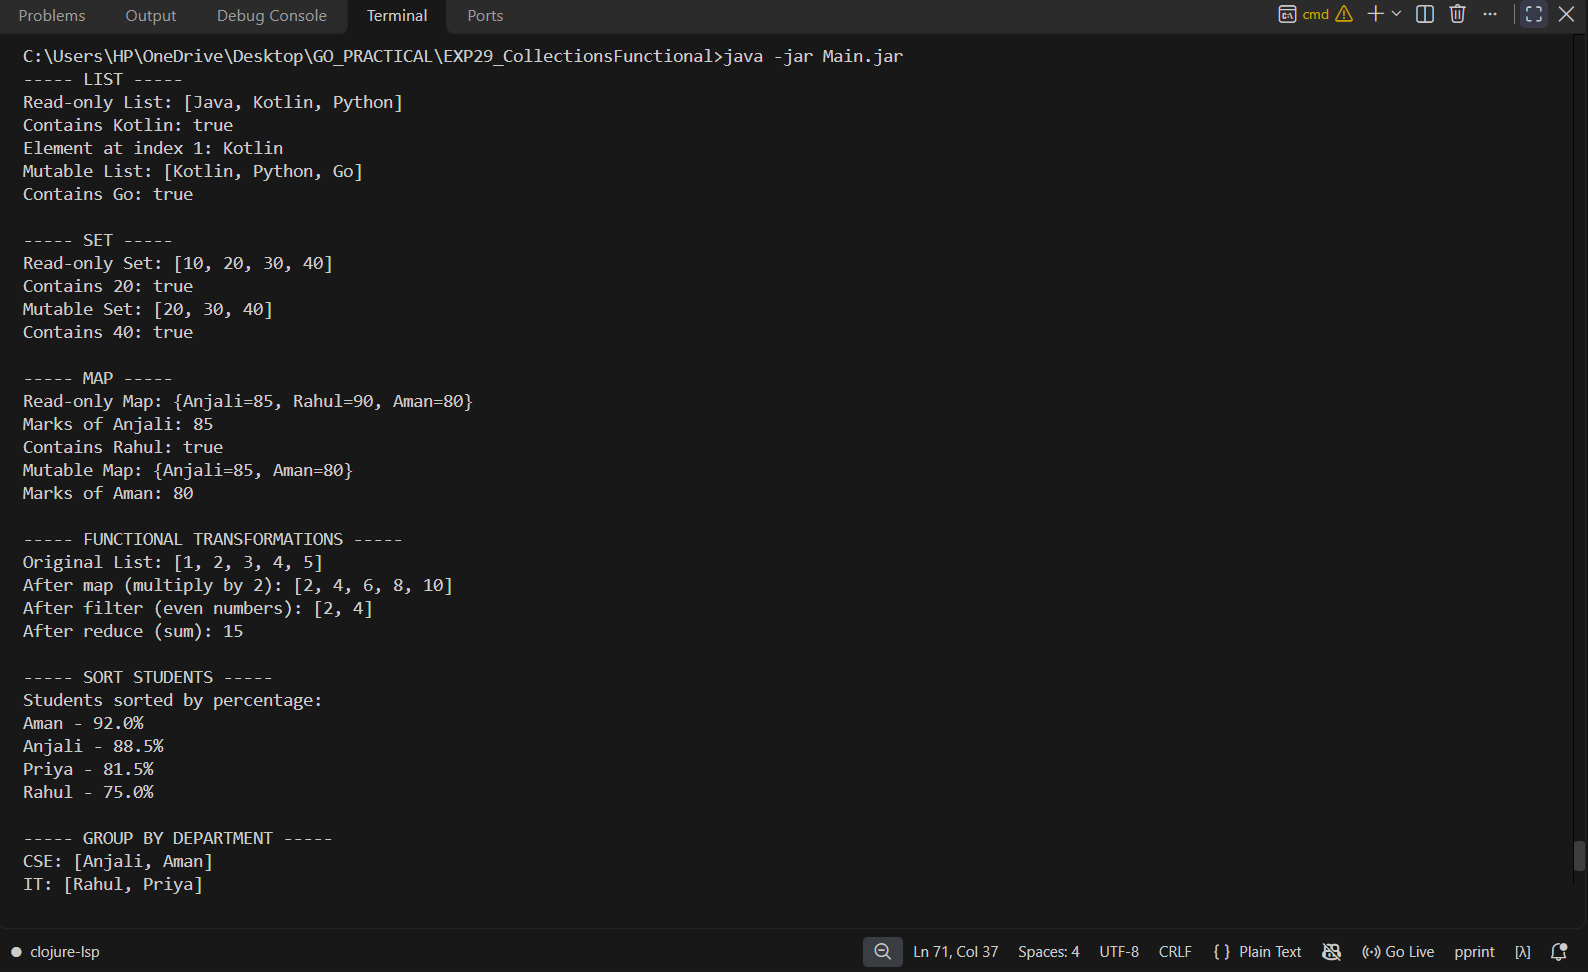 Problems Output Debug Console Terminal Ports cmd
C:\Users\HP\OneDrive\Desktop\GO_PRACTICAL\EXP29_CollectionsFunctional>java -jar Main.jar
----- LIST -----
Read-only List: [Java, Kotlin, Python]
Contains Kotlin: true
Element at index 1: Kotlin
Mutable List: [Kotlin, Python, Go]
Contains Go: true
----- SET -----
Read-only Set: [10, 20, 30, 40]
Contains 20: true
Mutable Set: [20, 30, 40]
Contains 40: true
----- MAP -----
Read-only Map: {Anjali=85, Rahul=90, Aman=80}
Marks of Anjali: 85
Contains Rahul: true
Mutable Map: {Anjali=85, Aman=80}
Marks of Aman: 80
----- FUNCTIONAL TRANSFORMATIONS -----
Original List: [1, 2, 3, 4, 5]
After map (multiply by 2): [2, 4, 6, 8, 10]
After filter (even numbers): [2, 4]
After reduce (sum): 15
----- SORT STUDENTS -----
Students sorted by percentage:
Aman - 92.0%
Anjali - 88.5%
Priya - 81.5%
Rahul - 75.0%
----- GROUP BY DEPARTMENT -----
CSE: [Anjali, Aman]
IT: [Rahul, Priya]
clojure-lsp Ln 71, Col 37 Spaces: 4 UTF-8 CRLF { } Plain Text Go Live pprint [λ]